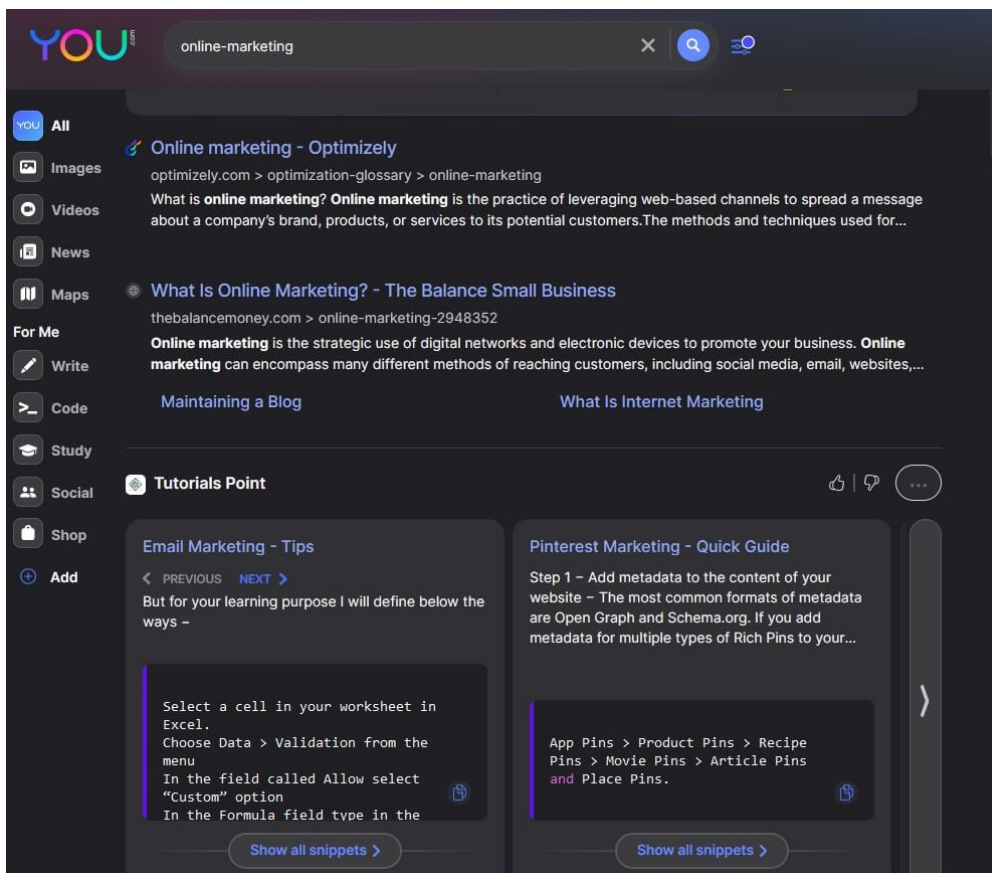 YOU.com
online-marketing
YOU All
Images
Videos
News
Maps
For Me
Write
Code
Study
Social
Shop
Add
Online marketing - Optimizely
optimizely.com > optimization-glossary > online-marketing
What is online marketing? Online marketing is the practice of leveraging web-based channels to spread a message
about a company's brand, products, or services to its potential customers.The methods and techniques used for...
What Is Online Marketing? - The Balance Small Business
thebalancemoney.com > online-marketing-2948352
Online marketing is the strategic use of digital networks and electronic devices to promote your business. Online
marketing can encompass many different methods of reaching customers, including social media, email, websites,...
Maintaining a Blog
What Is Internet Marketing
Tutorials Point
Email Marketing - Tips
< PREVIOUS NEXT >
But for your learning purpose I will define below the
ways –
Select a cell in your worksheet in
Excel.
Choose Data > Validation from the
menu
In the field called Allow select
“Custom” option
In the Formula field type in the
Show all snippets >
Pinterest Marketing - Quick Guide
Step 1 – Add metadata to the content of your
website – The most common formats of metadata
are Open Graph and Schema.org. If you add
metadata for multiple types of Rich Pins to your...
App Pins > Product Pins > Recipe
Pins > Movie Pins > Article Pins
and Place Pins.
Show all snippets >